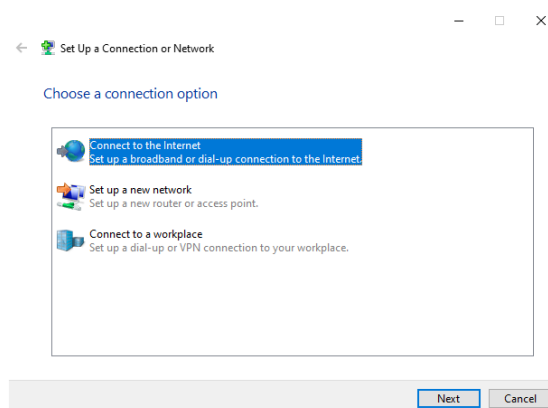 Set Up a Connection or Network
Choose a connection option
Connect to the Internet
Set up a broadband or dial-up connection to the Internet.
Set up a new network
Set up a new router or access point.
Connect to a workplace
Set up a dial-up or VPN connection to your workplace.
Next Cancel